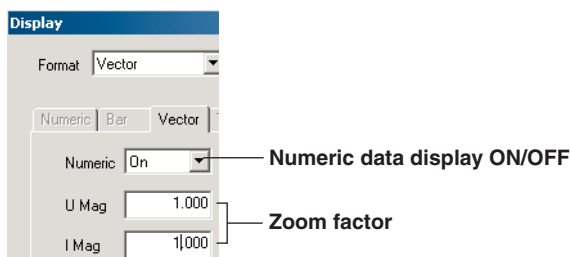 Display
Format Vector
Numeric Bar Vector
Numeric On
Numeric data display ON/OFF
U Mag 1.000
Zoom factor
I Mag 1.000